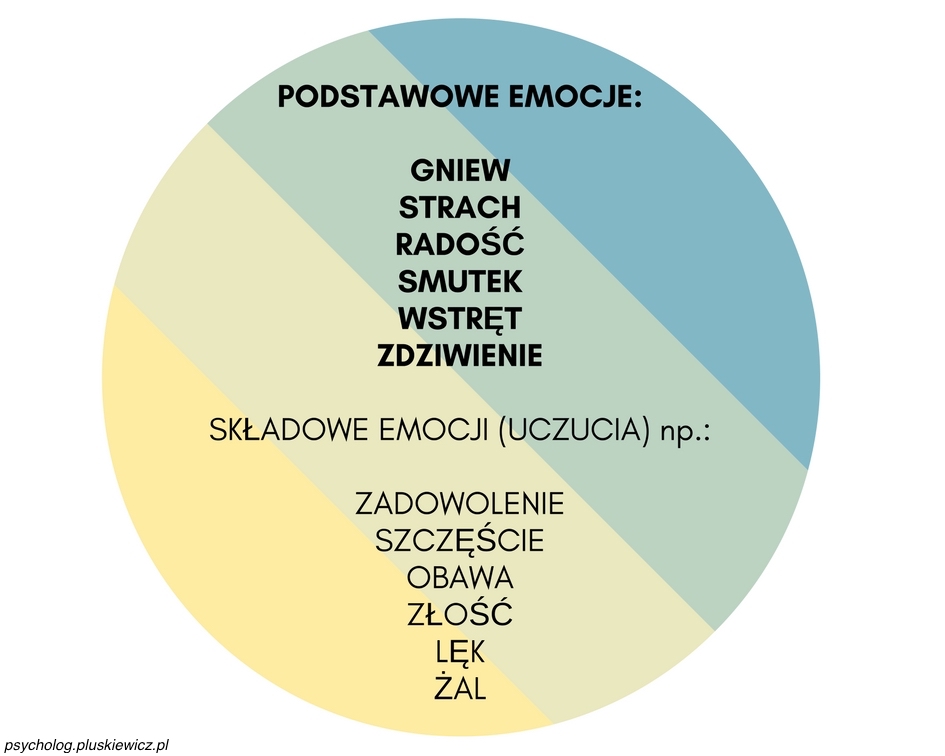 PODSTAWOWE EMOCJE:
GNIEW
STRACH
RADOŚĆ
SMUTEK
WSTRĘT
ZDZIWIENIE
SKŁADOWE EMOCJI (UCZUCIA) np.:
ZADOWOLENIE
SZCZĘŚCIE
OBAWA
ZŁOŚĆ
LĘK
ŻAL
psycholog.pluskiewicz.pl